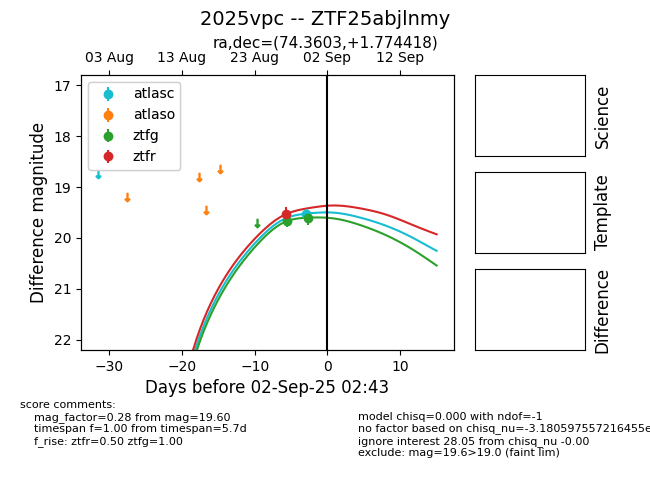 2025vpc -- ZTF25abjlnmy
ra,dec=(74.3603,+1.774418)
03 Aug 13 Aug 23 Aug 02 Sep 12 Sep
17
18
19
20
21
22
Difference magnitude
atlasc
atlaso
ztfg
ztfr
−30 −20 −10 0 10
Days before 02-Sep-25 02:43
Science
Template
Difference
score comments:
mag_factor=0.28 from mag=19.60
timespan f=1.00 from timespan=5.7d
f_rise: ztfr=0.50 ztfg=1.00
model chisq=0.000 with ndof=-1
no factor based on chisq_nu=-3.180597557216455e
ignore interest 28.05 from chisq_nu -0.00
exclude: mag=19.6>19.0 (faint lim)